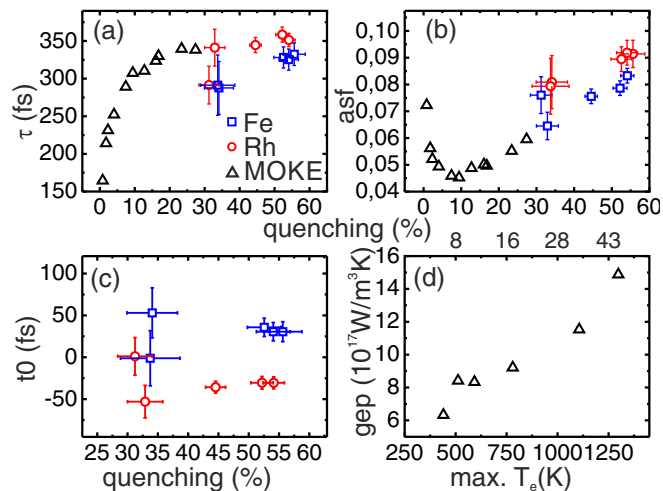 (a)
τ (fs)
350
300
250
200
150
Fe
Rh
MOKE
0 10 20 30 40 50 60
(b)
asf
0,10
0,09
0,08
0,07
0,06
0,05
0,04
0 10 20 30 40 50 60
quenching (%)
8 16 28 43
(c)
t0 (fs)
100
50
0
-50
25 30 35 40 45 50 55 60
quenching (%)
(d)
gep (10¹⁷W/m³K)
16
14
12
10
8
6
250 500 750 1000 1250
max. Tₑ(K)